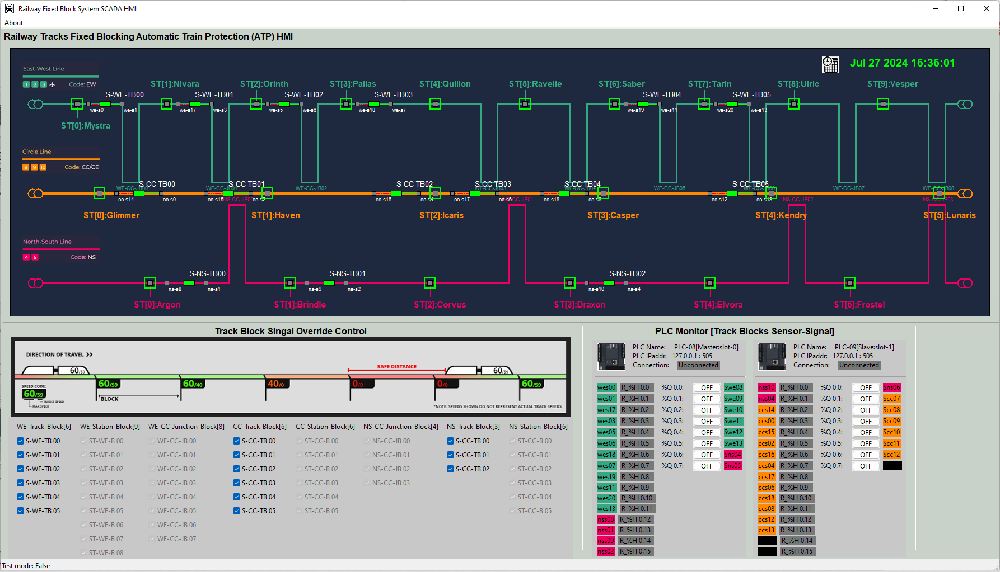 Railway Fixed Block System SCADA HMI
About
Railway Tracks Fixed Blocking Automatic Train Protection (ATP) HMI
Jul 27 2024 16:36:01
East-West Line
1 2 3 Code: EW
ST[1]:Nivara ST[2]:Orinth ST[3]:Pallas ST[4]:Quillon ST[5]:Ravelle ST[6]:Saber ST[7]:Tarin ST[8]:Ulric ST[9]:Vesper
S-WE-TB00 S-WE-TB01 S-WE-TB02 S-WE-TB03 S-WE-TB04 S-WE-TB05
we-s0 we-s1 we-s17 we-s3 we-s5 we-s6 we-s18 we-s7 we-s19 we-s11 we-s20 we-s13
ST[0]:Mystra
Circle Line
8 9 10 Code: CC/CE
S-CC-TB00 S-CC-TB01 S-CC-TB02 S-CC-TB03 S-CC-TB04 S-CC-TB05
WE-CC-JB00 WE-CC-JB01 WE-CC-JB02 WE-CC-JB03 WE-CC-JB04 WE-CC-JB05 WE-CC-JB07 WE-CC-JB08
cc-s14 cc-s0 cc-s15 NS-CC-JB00 cc-s2 cc-s16 cc-s4 cc-s17 cc-s6 cc-s18 cc-s8 cc-s12 cc-s13 NS-CC-JB02 NS-CC-JB03
ST[0]:Glimmer ST[1]:Haven ST[2]:Icaris ST[3]:Casper ST[4]:Kendry ST[5]:Lunaris
North-South Line
4 5 Code: NS
S-NS-TB00 S-NS-TB01 S-NS-TB02
ns-s8 ns-s1 ns-s9 ns-s2 ns-s10 ns-s4
ST[0]:Argon ST[1]:Brindle ST[2]:Corvus ST[3]:Draxon ST[4]:Elvora ST[5]:Frostel
Track Block Singal Override Control
DIRECTION OF TRAVEL >>
60/59 SAFE DISTANCE 60/59
60/59 60/40 40/0 0/0 0/0 60/59
SPEED CODE:
60/59
TARGET SPEED
MAX SPEED
BLOCK
*NOTE: SPEEDS SHOWN DO NOT REPRESENT ACTUAL TRACK SPEEDS
WE-Track-Block[6] WE-Station-Block[9] WE-CC-Junction-Block[8] CC-Track-Block[6] CC-Station-Block[6] NS-CC-Junction-Block[4] NS-Track-Block[3] NS-Station-Block[6]
S-WE-TB 00 ST-WE-B 00 WE-CC-JB 00 S-CC-TB 00 ST-CC-B 00 NS-CC-JB 00 S-CC-TB 00 ST-CC-B 00
S-WE-TB 01 ST-WE-B 01 WE-CC-JB 01 S-CC-TB 01 ST-CC-B 01 NS-CC-JB 01 S-CC-TB 01 ST-CC-B 01
S-WE-TB 02 ST-WE-B 02 WE-CC-JB 02 S-CC-TB 02 ST-CC-B 02 NS-CC-JB 02 S-CC-TB 02 ST-CC-B 02
S-WE-TB 03 ST-WE-B 03 WE-CC-JB 03 S-CC-TB 03 ST-CC-B 03 NS-CC-JB 03 ST-CC-B 03
S-WE-TB 04 ST-WE-B 04 WE-CC-JB 04 S-CC-TB 04 ST-CC-B 04 ST-CC-B 04
S-WE-TB 05 ST-WE-B 05 WE-CC-JB 05 S-CC-TB 05 ST-CC-B 05 ST-CC-B 05
ST-WE-B 06 WE-CC-JB 06
ST-WE-B 07 WE-CC-JB 07
ST-WE-B 08
PLC Monitor [Track Blocks Sensor-Signal]
PLC Name: PLC-08[Master:slot-0]
PLC IPaddr: 127.0.0.1 : 505
Connection: Unconnected
wes00 R_%H 0.0 %Q 0.0: OFF Swe08
wes01 R_%H 0.1 %Q 0.1: OFF Swe09
wes17 R_%H 0.2 %Q 0.2: OFF Swe10
wes03 R_%H 0.3 %Q 0.3: OFF Swe11
wes05 R_%H 0.4 %Q 0.4: OFF Swe12
wes06 R_%H 0.5 %Q 0.5: OFF Swe13
wes18 R_%H 0.6 %Q 0.6: OFF Sns04
wes07 R_%H 0.7 %Q 0.7: OFF Sns05
wes19 R_%H 0.8
wes11 R_%H 0.9
wes20 R_%H 0.10
wes13 R_%H 0.11
nss08 R_%H 0.12
nss01 R_%H 0.13
nss09 R_%H 0.14
nss02 R_%H 0.15
PLC Name: PLC-09[Slave:slot-1]
PLC IPaddr: 127.0.0.1 : 505
Connection: Unconnected
nss10 R_%H 0.0 %Q 0.0: OFF Sns06
nss04 R_%H 0.1 %Q 0.1: OFF Scc07
ccs14 R_%H 0.2 %Q 0.2: OFF Scc08
ccs00 R_%H 0.3 %Q 0.3: OFF Scc09
ccs15 R_%H 0.4 %Q 0.4: OFF Scc10
ccs02 R_%H 0.5 %Q 0.5: OFF Scc11
ccs16 R_%H 0.6 %Q 0.6: OFF Scc12
ccs04 R_%H 0.7 %Q 0.7: OFF
ccs17 R_%H 0.8
ccs06 R_%H 0.9
ccs18 R_%H 0.10
ccs08 R_%H 0.11
ccs12 R_%H 0.12
ccs13 R_%H 0.13
R_%H 0.14
R_%H 0.15
Test mode: False